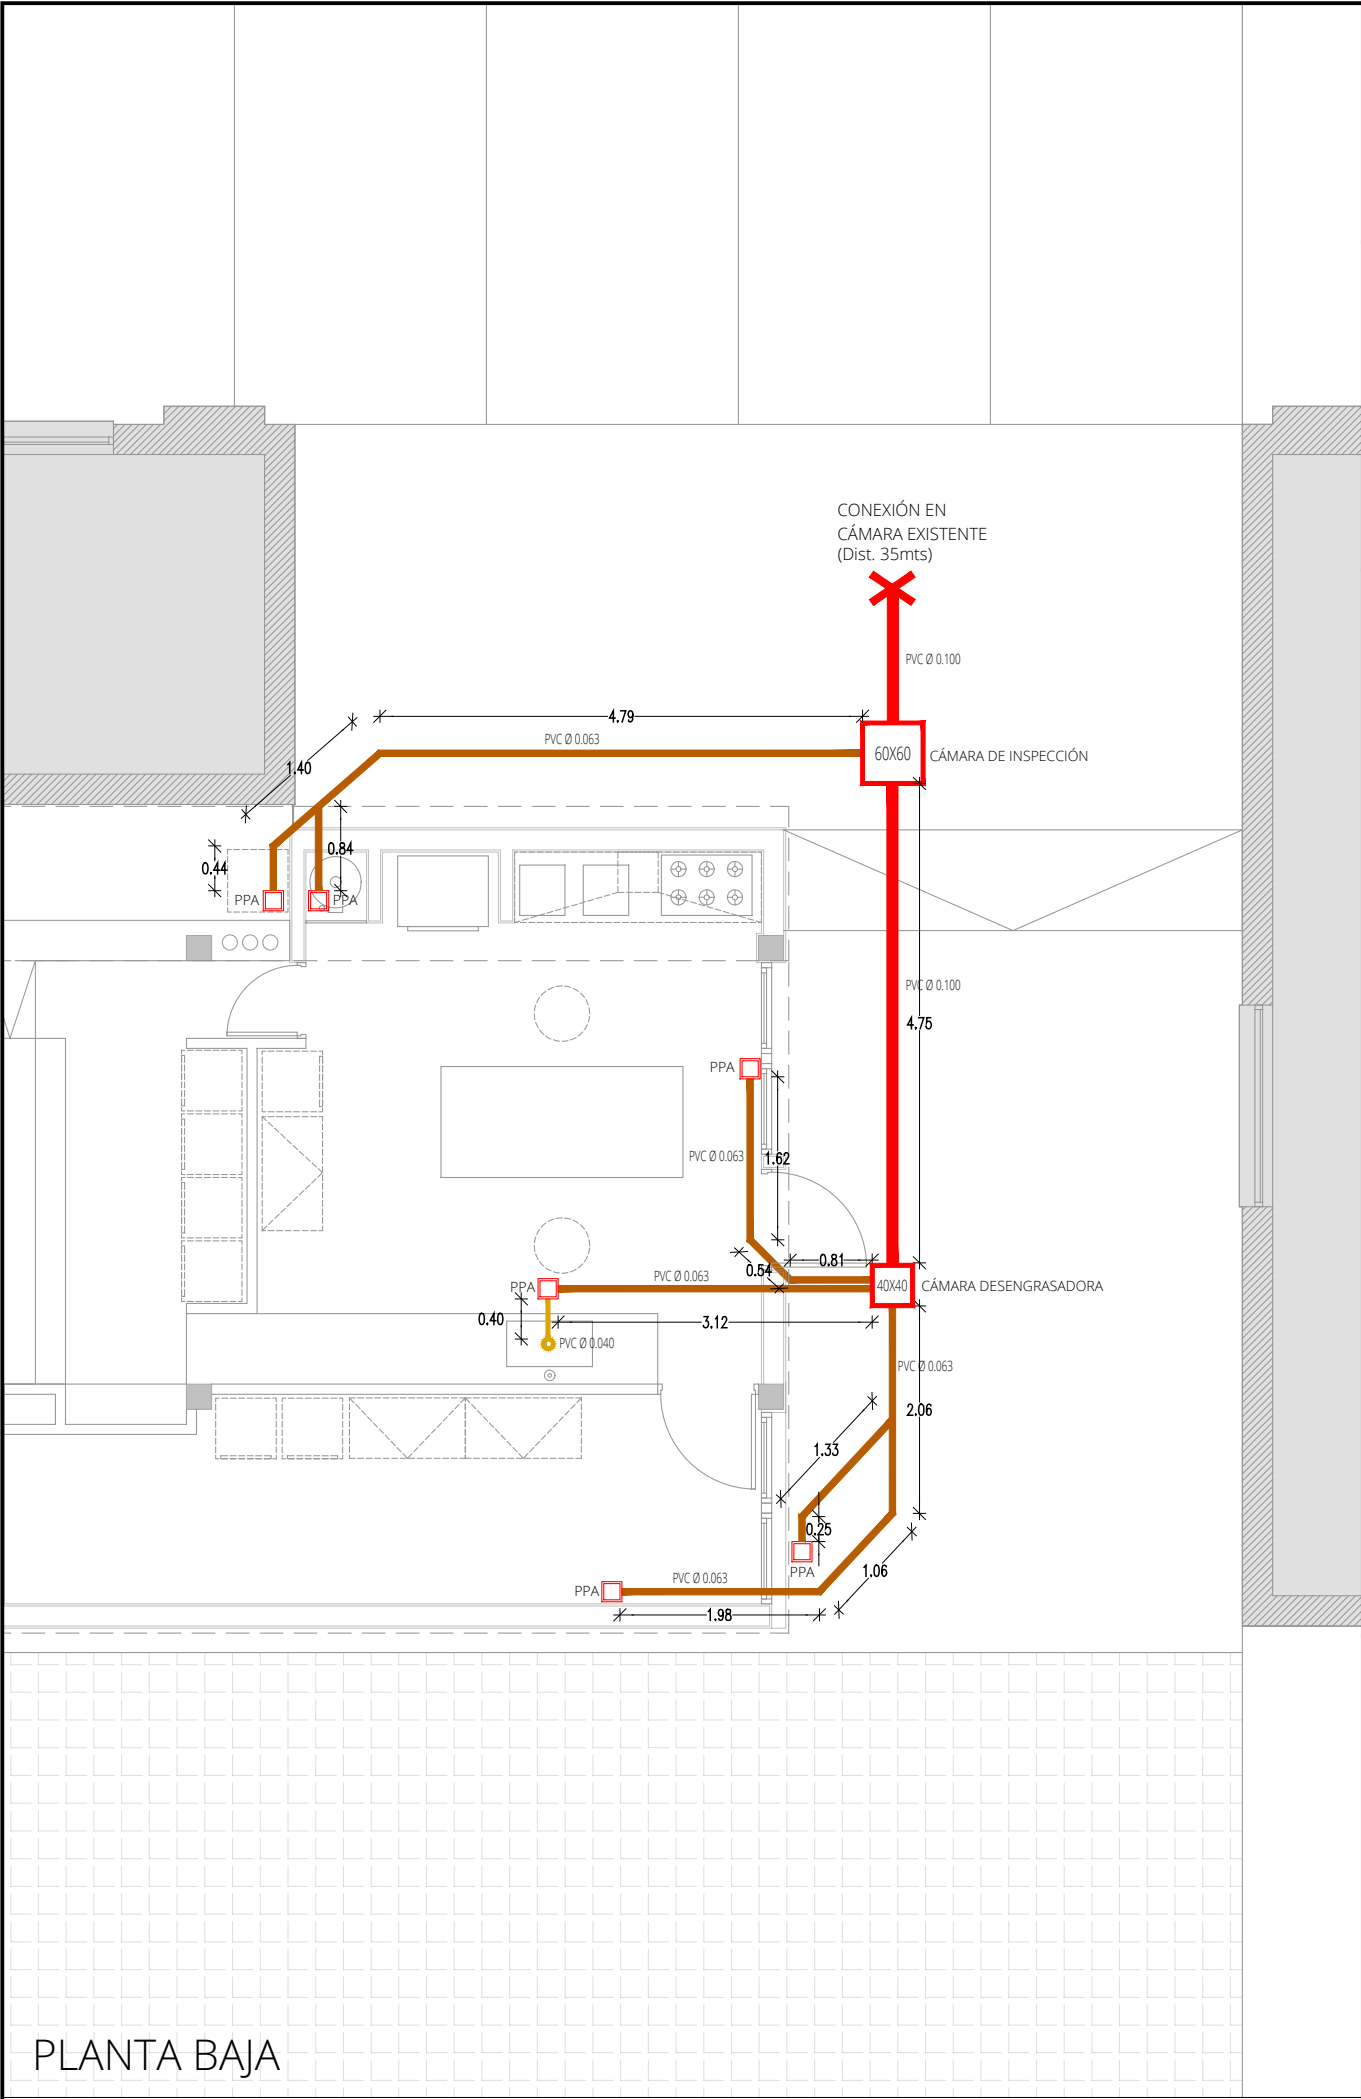 CONEXIÓN EN
CÁMARA EXISTENTE
(Dist. 35mts)
PVC Ø 0.100
4.79
PVC Ø 0.063
60X60
CÁMARA DE INSPECCIÓN
1.40
0.84
0.44
PPA
PPA
PVC Ø 0.100
4.75
PPA
PVC Ø 0.063
1.62
0.81
0.54
PVC Ø 0.063
PPA
40X40
CÁMARA DESENGRASADORA
0.40
3.12
PVC Ø 0.040
PVC Ø 0.063
2.06
1.33
0.25
PPA
1.06
PVC Ø 0.063
PPA
1.98
PLANTA BAJA